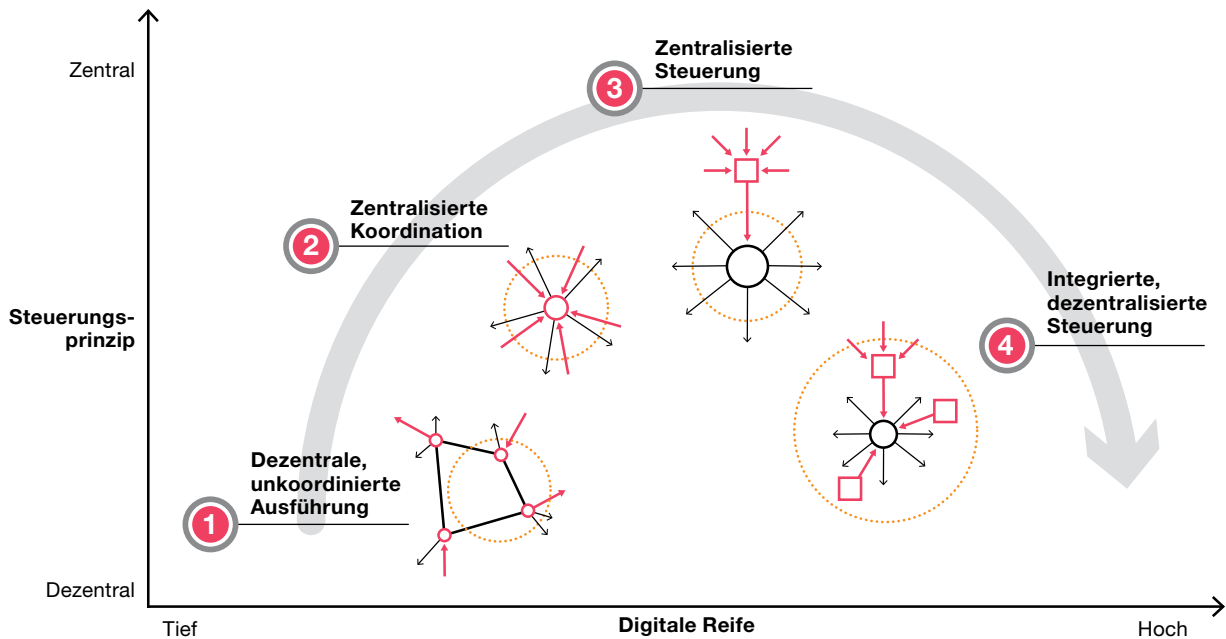 Zentral
Zentralisierte
Steuerung
3
Zentralisierte
Koordination
2
Integrierte,
dezentralisierte
Steuerung
4
Steuerungs-
prinzip
Dezentrale,
unkoordinierte
Ausführung
1
Dezentral
Tief
Digitale Reife
Hoch